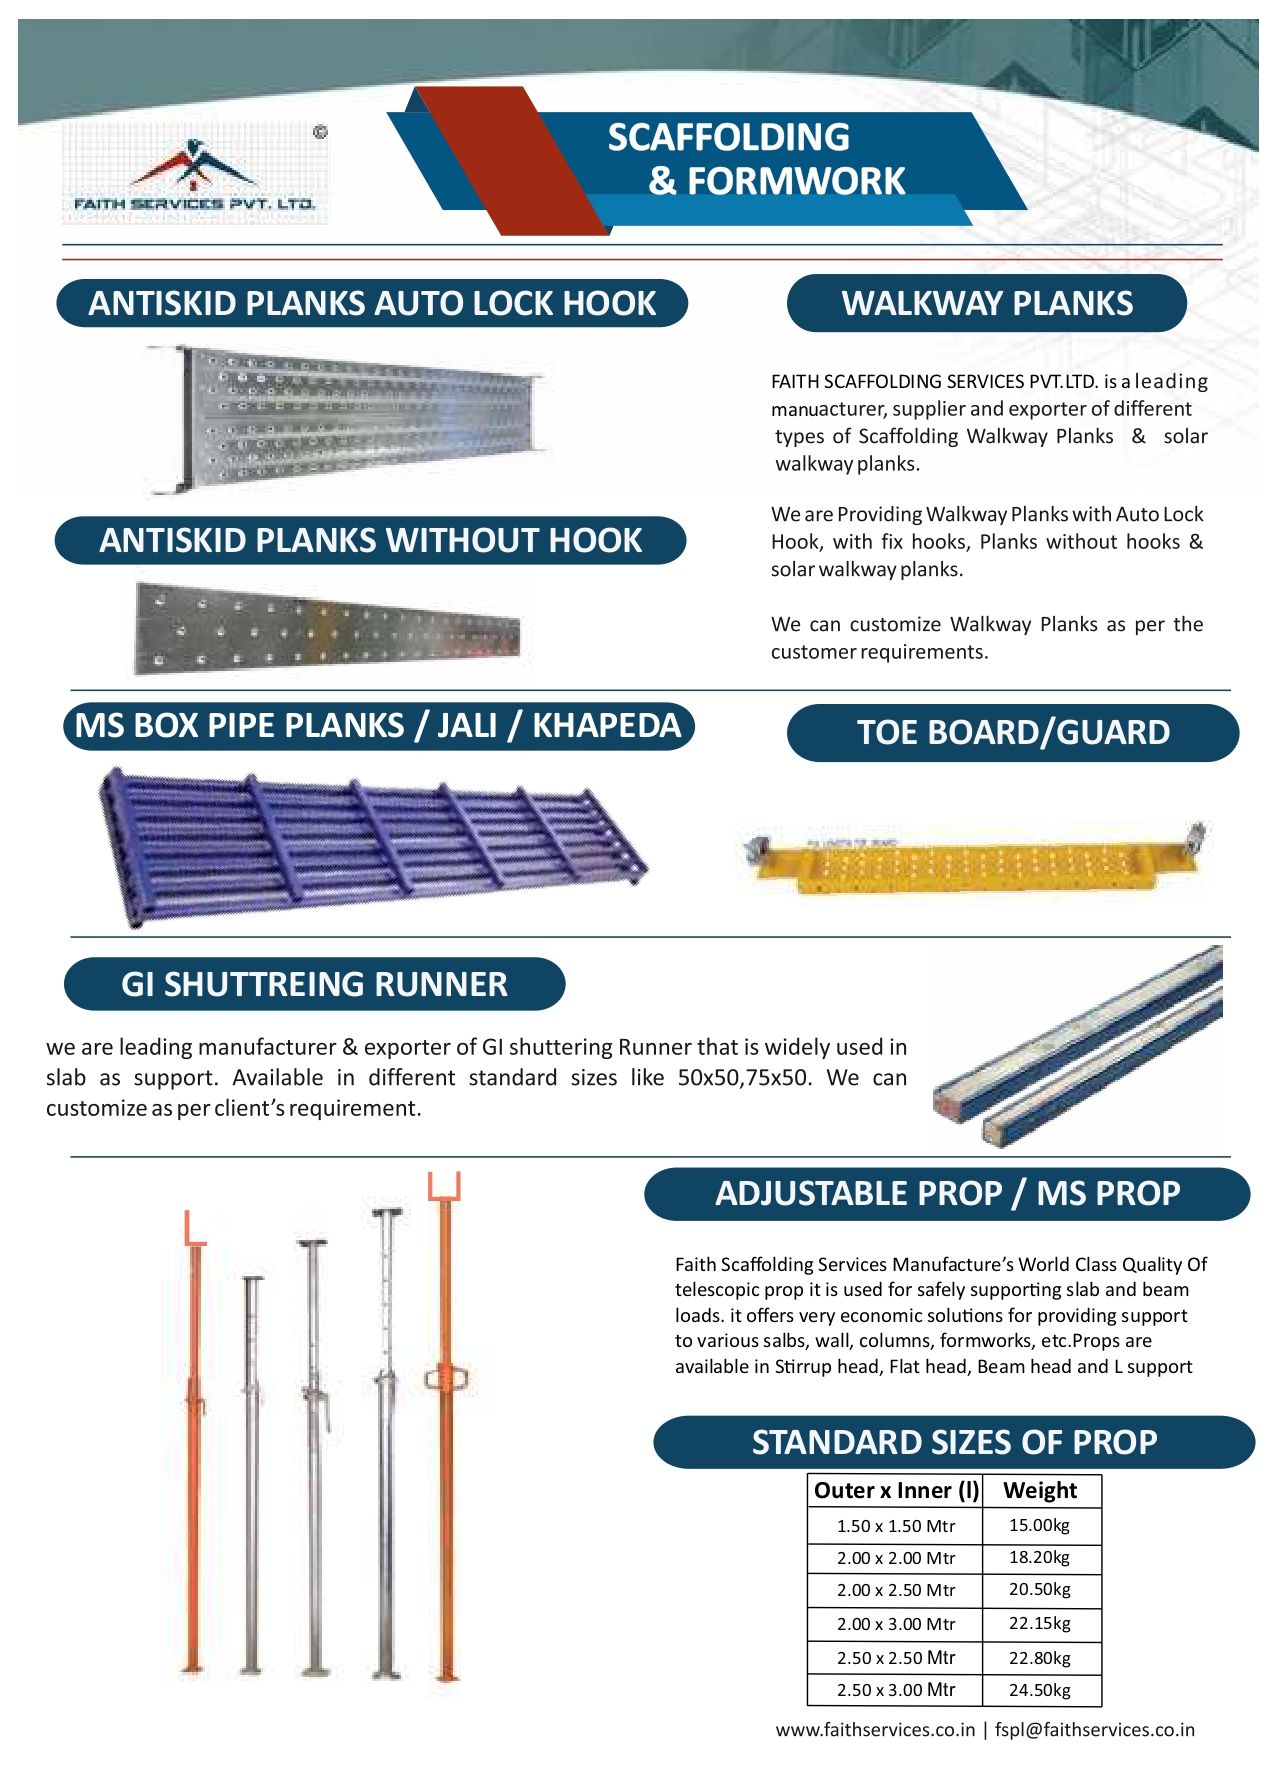 ©
FAITH SERVICES PVT. LTD.
SCAFFOLDING
& FORMWORK
ANTISKID PLANKS AUTO LOCK HOOK
WALKWAY PLANKS
FAITH SCAFFOLDING SERVICES PVT.LTD. is a leading
manuacturer, supplier and exporter of different
types of Scaffolding Walkway Planks & solar
walkway planks.
We are Providing Walkway Planks with Auto Lock
Hook, with fix hooks, Planks without hooks &
solar walkway planks.
We can customize Walkway Planks as per the
customer requirements.
ANTISKID PLANKS WITHOUT HOOK
MS BOX PIPE PLANKS / JALI / KHAPEDA
TOE BOARD/GUARD
GI SHUTTREING RUNNER
we are leading manufacturer & exporter of GI shuttering Runner that is widely used in
slab as support. Available in different standard sizes like 50x50,75x50. We can
customize as per client’s requirement.
ADJUSTABLE PROP / MS PROP
Faith Scaffolding Services Manufacture’s World Class Quality Of
telescopic prop it is used for safely supporting slab and beam
loads. it offers very economic solutions for providing support
to various salbs, wall, columns, formworks, etc.Props are
available in Stirrup head, Flat head, Beam head and L support
STANDARD SIZES OF PROP
Outer x Inner (l) Weight
1.50 x 1.50 Mtr 15.00kg
2.00 x 2.00 Mtr 18.20kg
2.00 x 2.50 Mtr 20.50kg
2.00 x 3.00 Mtr 22.15kg
2.50 x 2.50 Mtr 22.80kg
2.50 x 3.00 Mtr 24.50kg
www.faithservices.co.in | fspl@faithservices.co.in